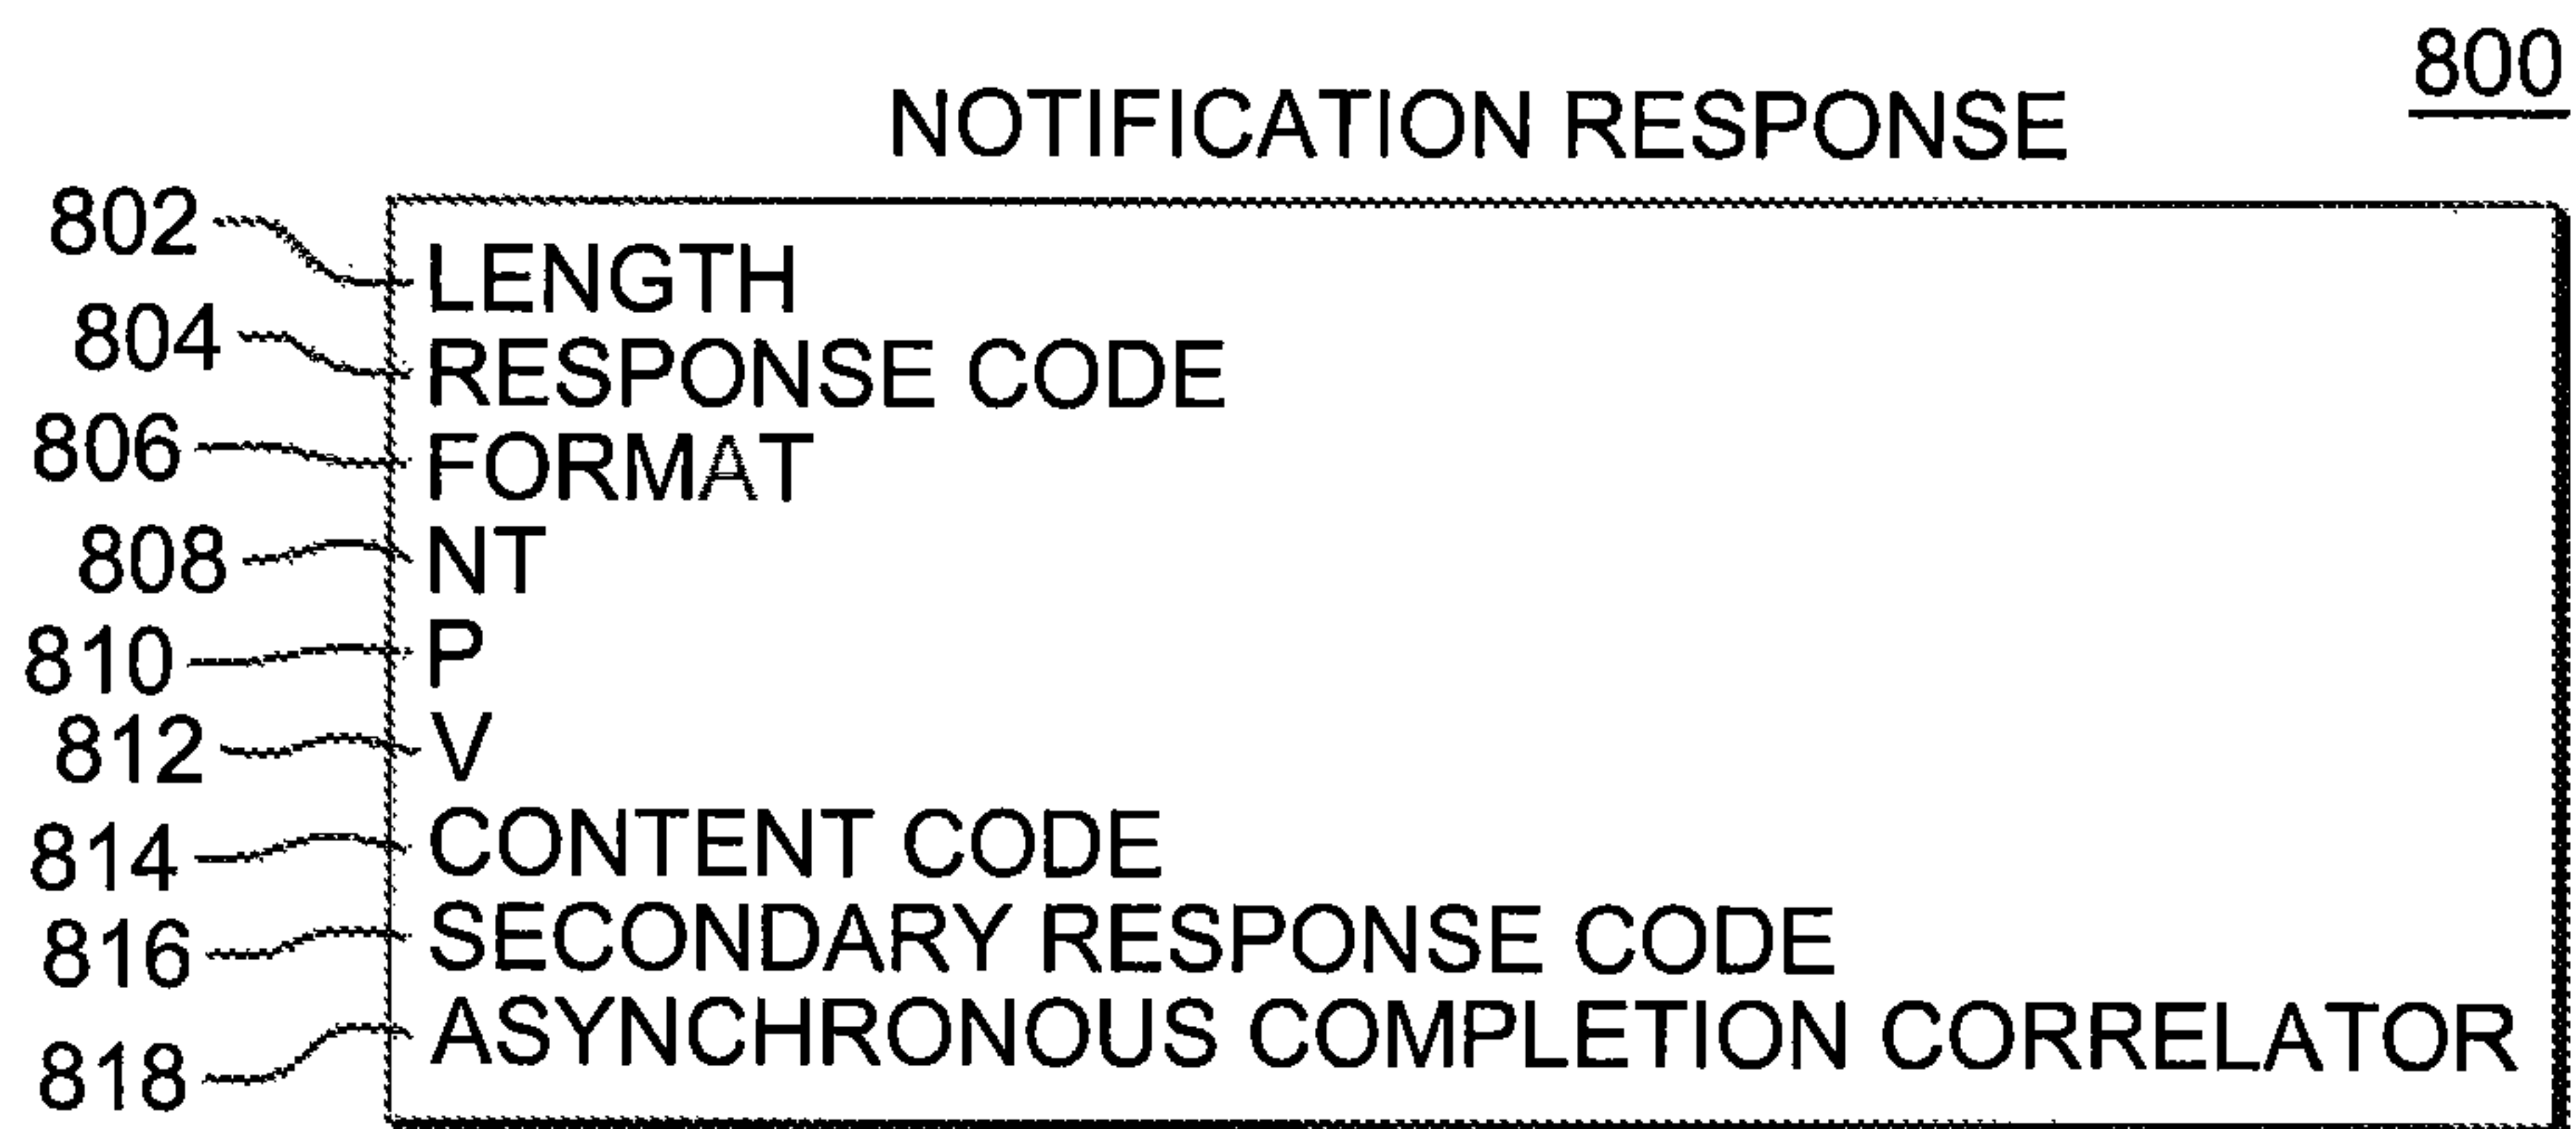 800
NOTIFICATION RESPONSE
802 LENGTH
804 RESPONSE CODE
806 FORMAT
808 NT
810 P
812 V
814 CONTENT CODE
816 SECONDARY RESPONSE CODE
818 ASYNCHRONOUS COMPLETION CORRELATOR